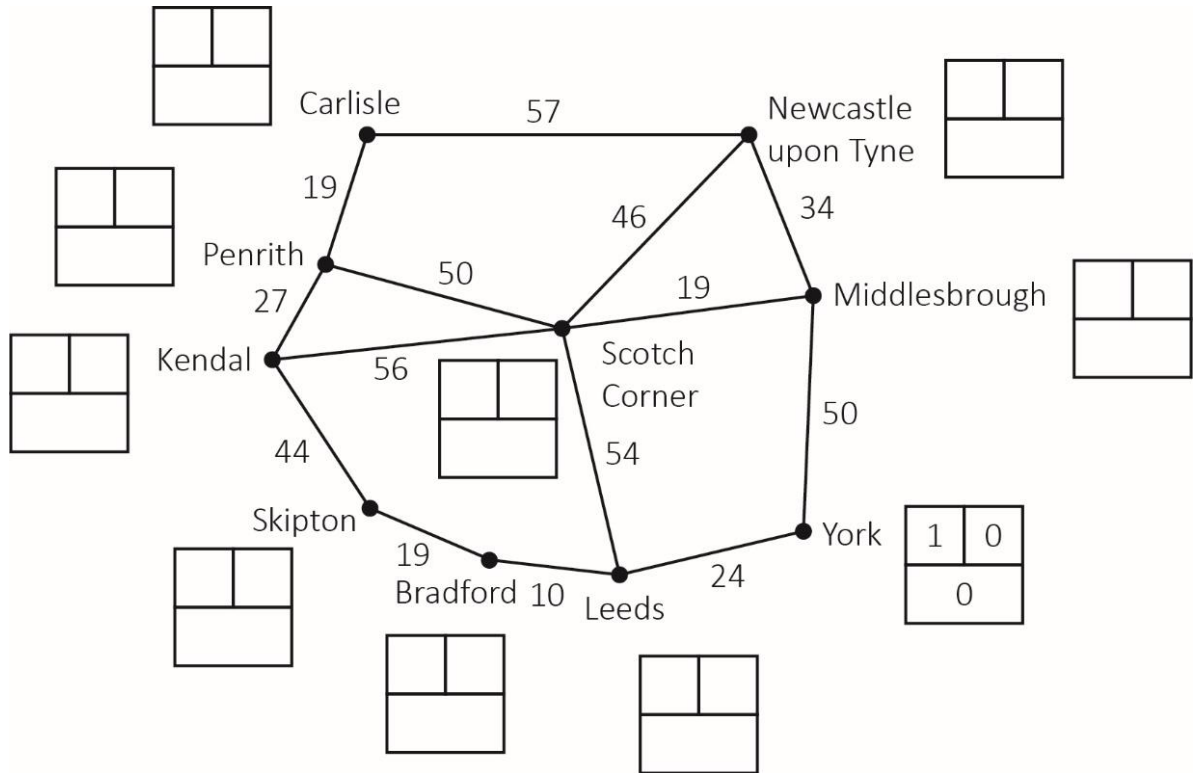 Carlisle
57
Newcastle
upon Tyne
19
46
34
Penrith
50
19
Middlesbrough
27
Kendal
56
Scotch
Corner
50
44
54
Skipton
York
1 0
0
19
Bradford
10
Leeds
24